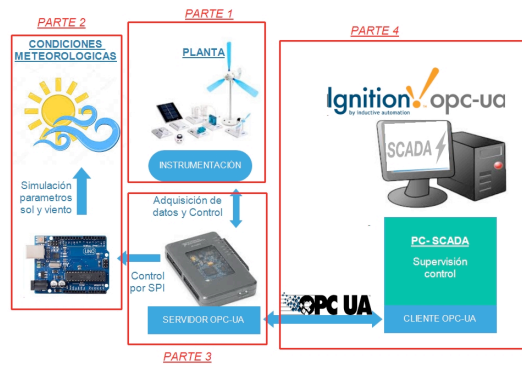 PARTE 2
CONDICIONES
METEOROLOGICAS
Simulación
parametros
sol y viento
UNO
PARTE 1
PLANTA
INSTRUMENTACIÓN
Adquisición de
datos y Control
Control
por SPI
SERVIDOR OPC-UA
PARTE 3
OPC UA
PARTE 4
Ignition! opc-ua
by inductive automation
SCADA
PC- SCADA
Supervisión
control
CLIENTE OPC-UA